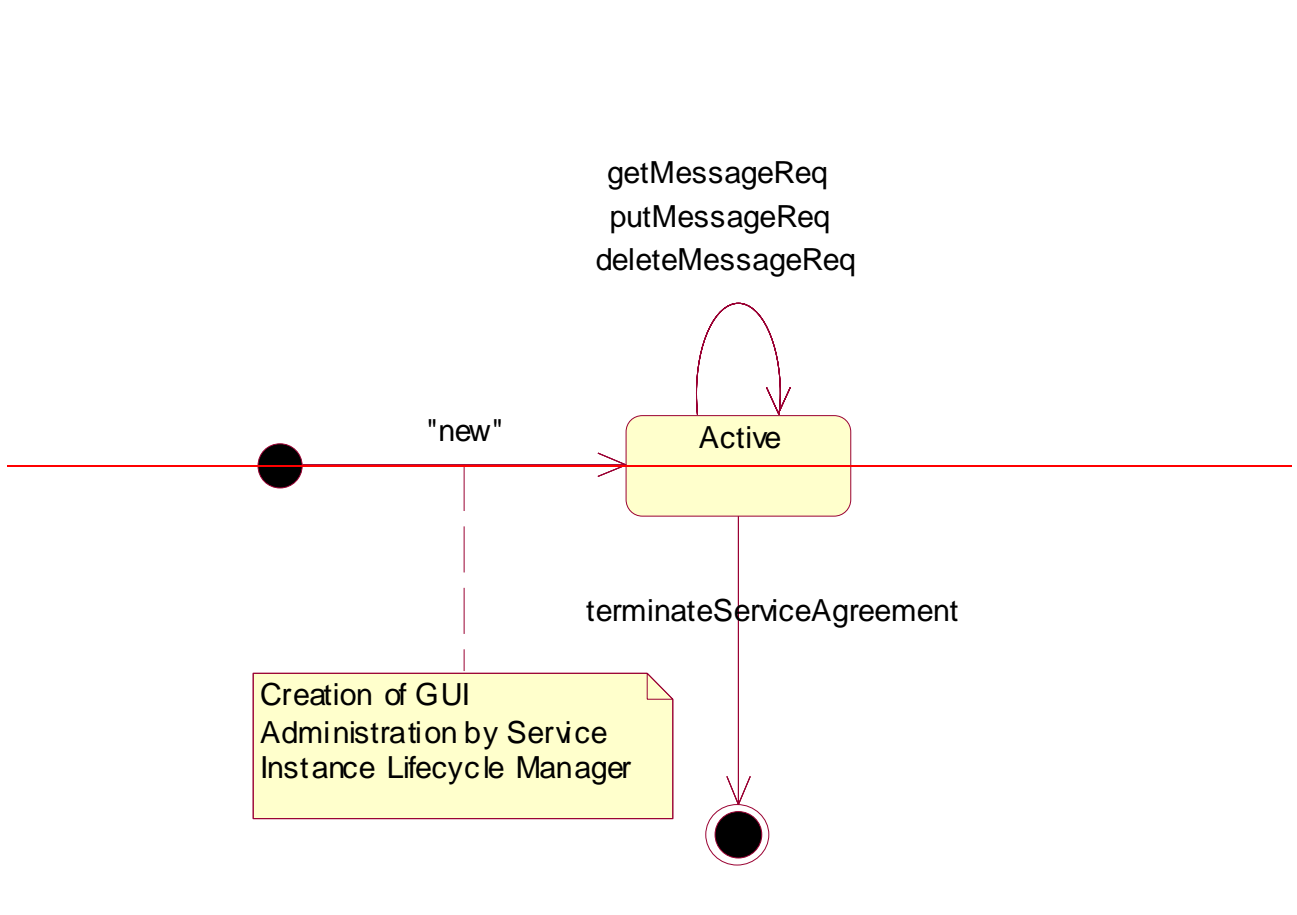 getMessageReq
putMessageReq
deleteMessageReq
"new"
Active
terminateServiceAgreement
Creation of GUI
Administration by Service
Instance Lifecycle Manager